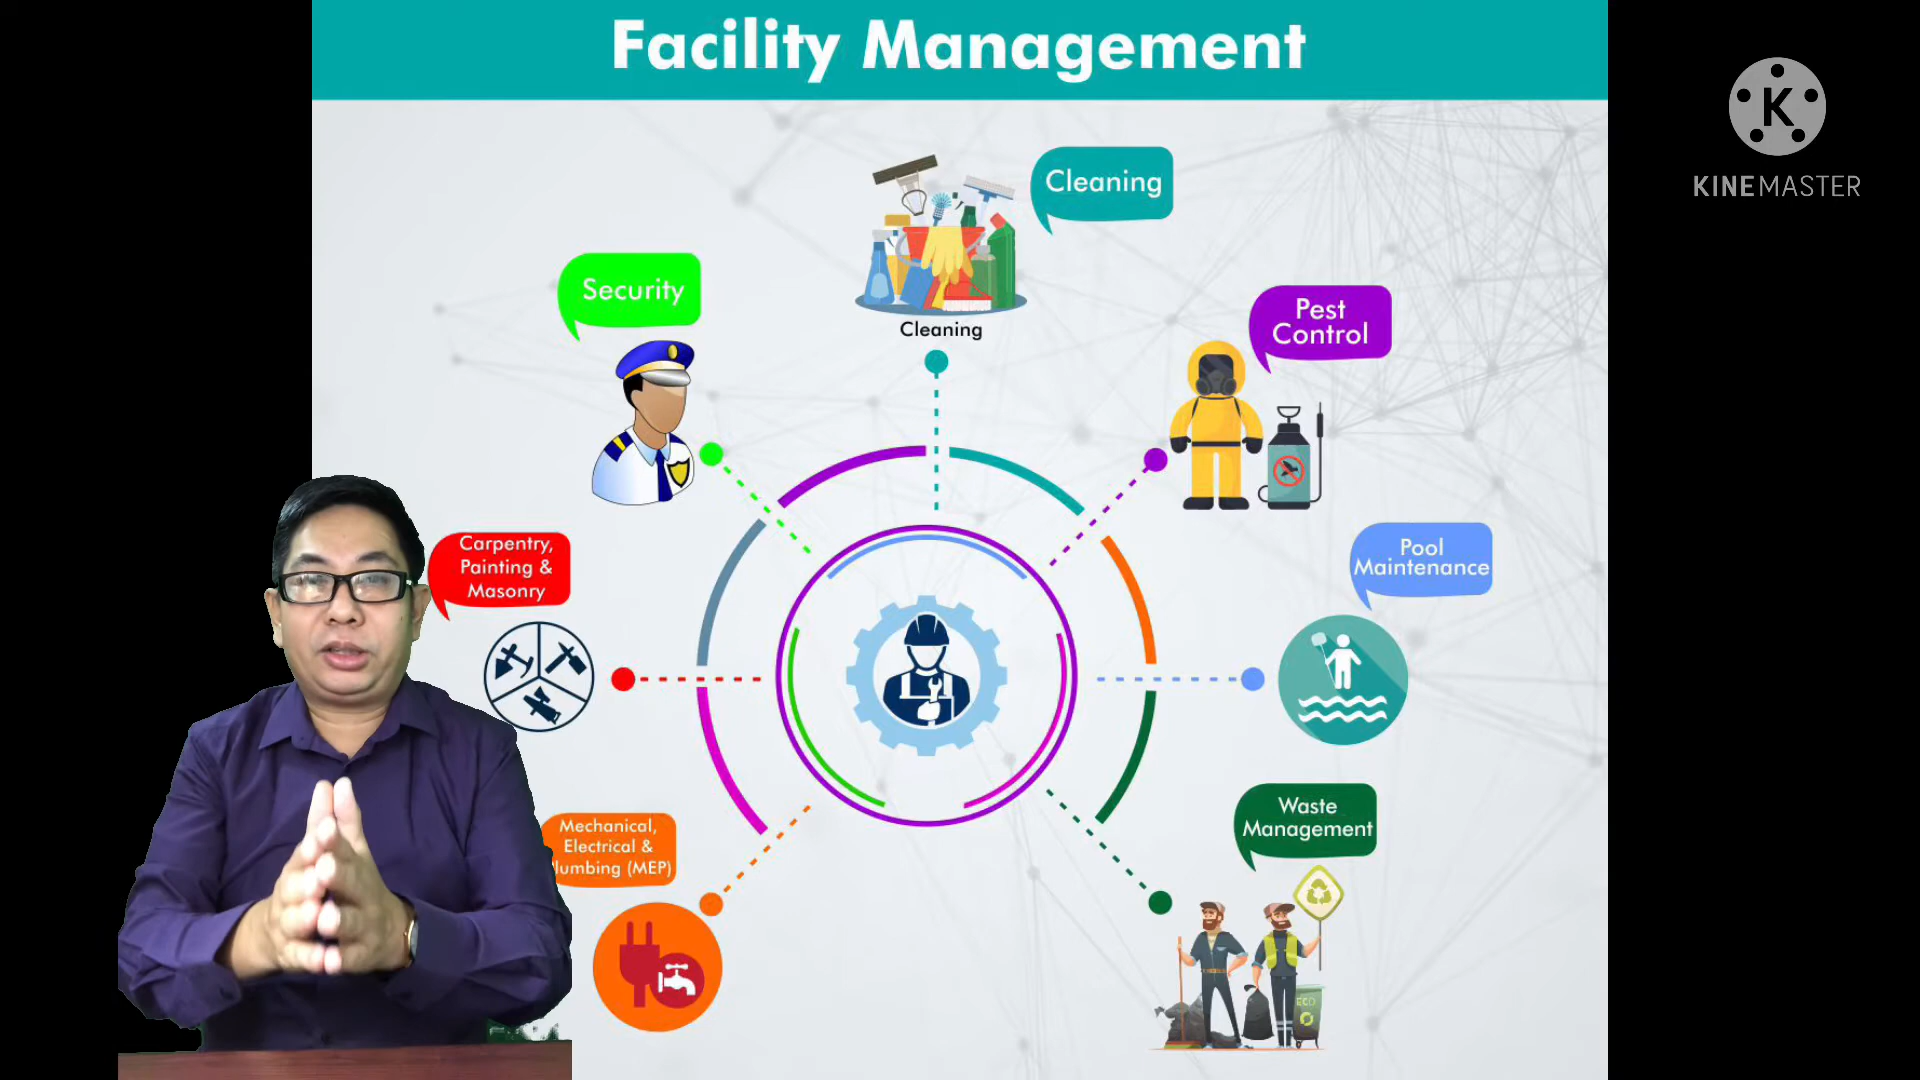 Facility Management
KINEMASTER
Cleaning
Cleaning
Security
Pest
Control
Carpentry,
Painting &
Masonry
Pool
Maintenance
Mechanical,
Electrical &
lumbing (MEP)
Waste
Management
ECO